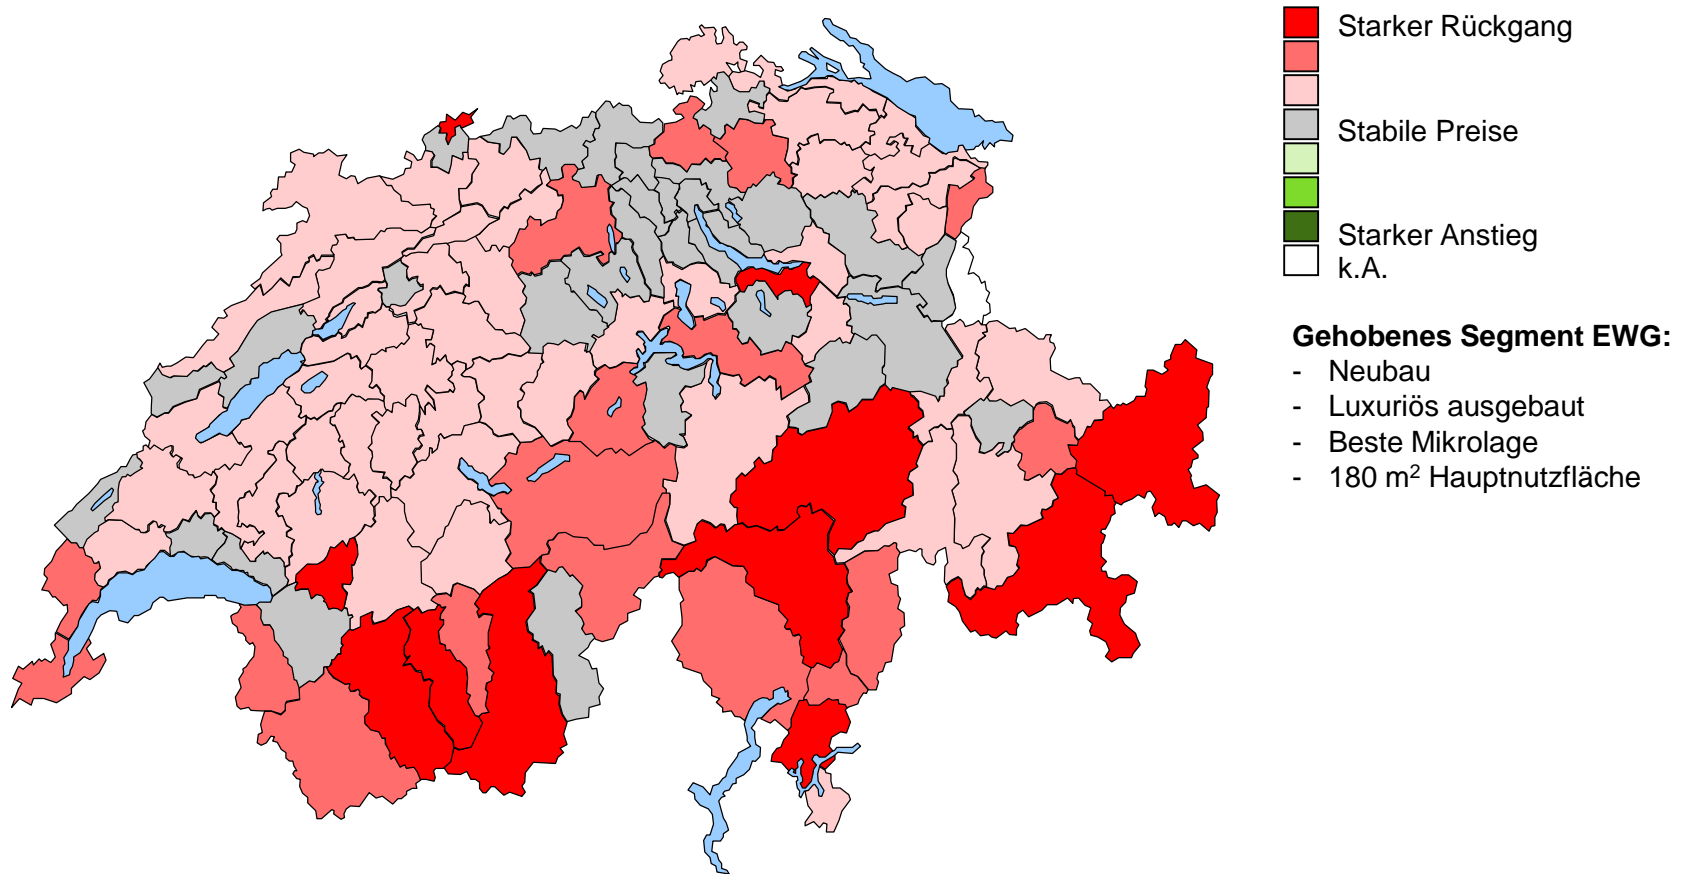 Starker Rückgang
Stabile Preise
Starker Anstieg
k.A.
Gehobenes Segment EWG:
- Neubau
- Luxuriös ausgebaut
- Beste Mikrolage
- 180 m² Hauptnutzfläche